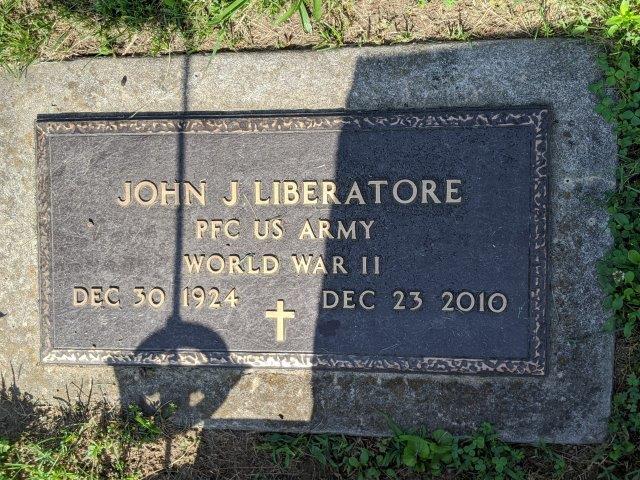 JOHN J LIBERATORE
PFC US ARMY
WORLD WAR II
DEC 30 1924 DEC 23 2010